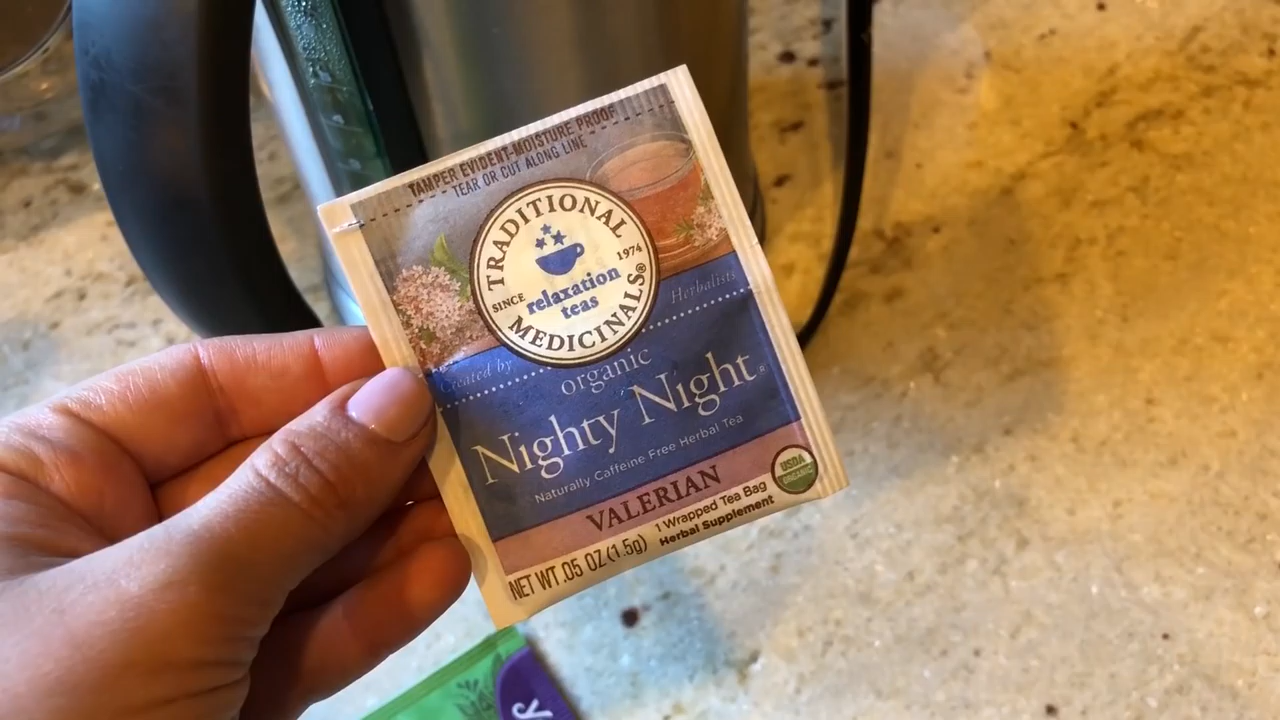 TAMPER EVIDENT-MOISTURE PROOF
TEAR OR CUT ALONG LINE
TRADITIONAL
SINCE 1974
relaxation
teas
MEDICINALS®
Created by Herbalists
organic
Nighty Night®
Naturally Caffeine Free Herbal Tea
VALERIAN
USDA
ORGANIC
1 Wrapped Tea Bag
Herbal Supplement
NET WT .05 OZ (1.5g)